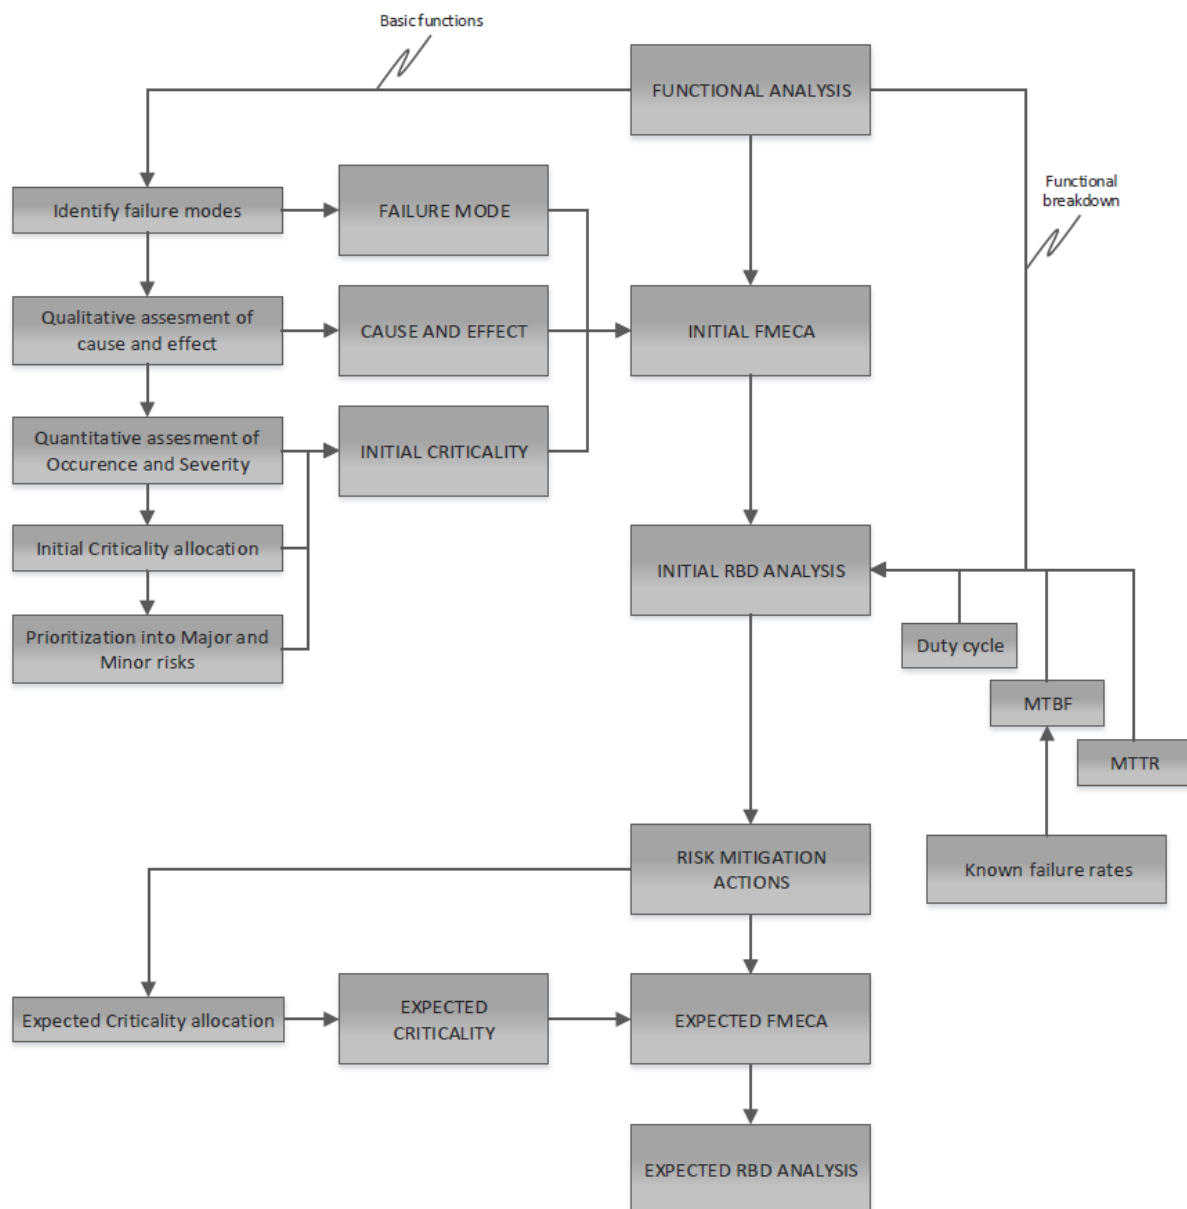 Basic functions
FUNCTIONAL ANALYSIS
Functional
breakdown
Identify failure modes
FAILURE MODE
Qualitative assesment of
cause and effect
CAUSE AND EFFECT
INITIAL FMECA
Quantitative assesment of
Occurence and Severity
INITIAL CRITICALITY
Initial Criticality allocation
INITIAL RBD ANALYSIS
Prioritization into Major and
Minor risks
Duty cycle
MTBF
MTTR
RISK MITIGATION
ACTIONS
Known failure rates
Expected Criticality allocation
EXPECTED
CRITICALITY
EXPECTED FMECA
EXPECTED RBD ANALYSIS